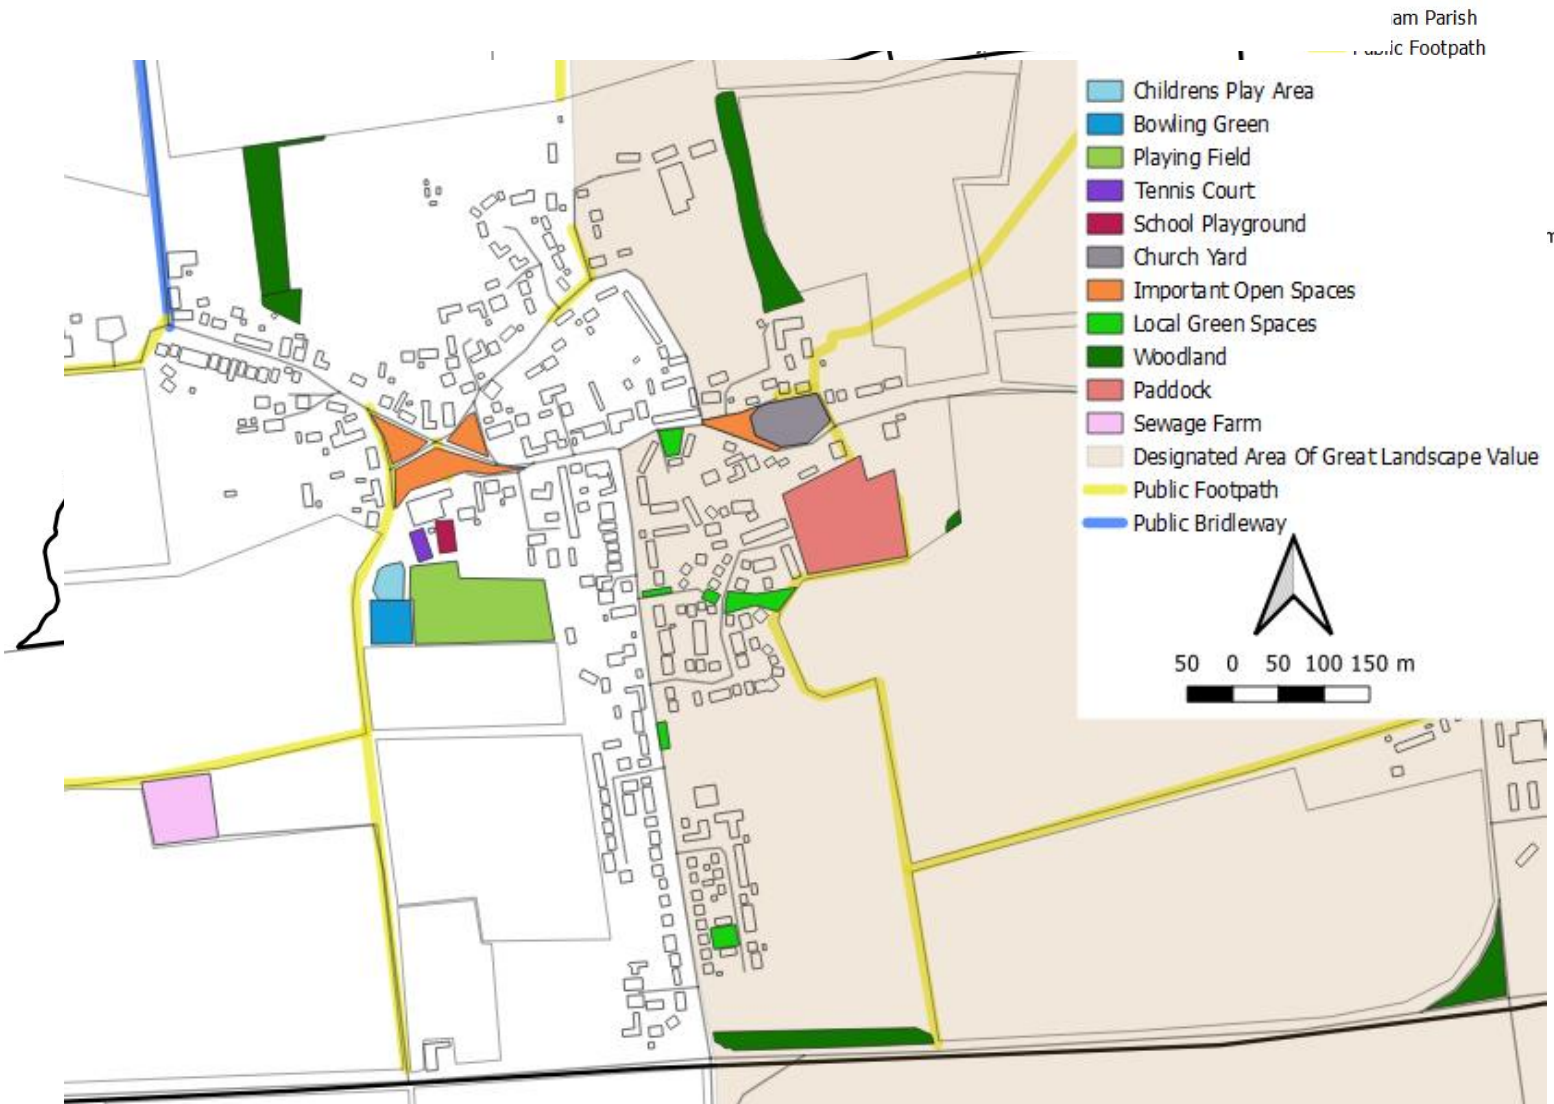 am Parish
Public Footpath
Childrens Play Area
Bowling Green
Playing Field
Tennis Court
School Playground
Church Yard
Important Open Spaces
Local Green Spaces
Woodland
Paddock
Sewage Farm
Designated Area Of Great Landscape Value
Public Footpath
Public Bridleway
50 0 50 100 150 m